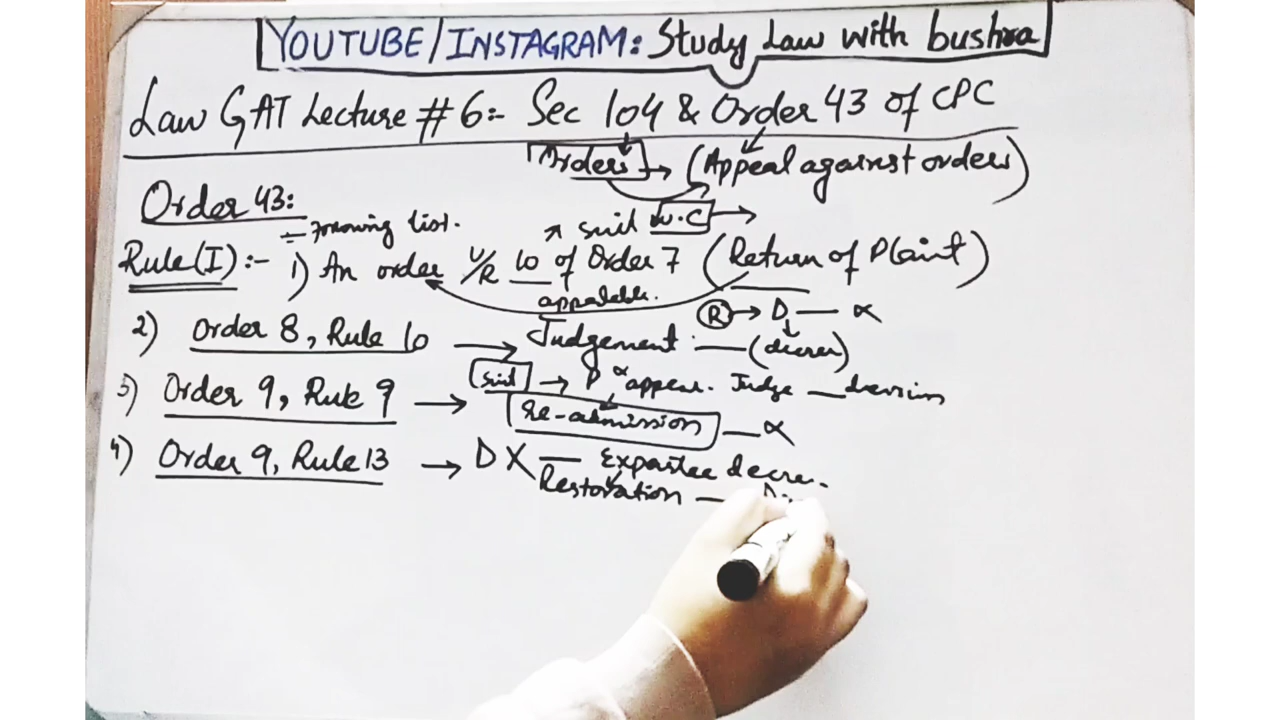 YOUTUBE/INSTAGRAM: Study Law with bushra
Law GAT Lecture # 6:- Sec 104 & Order 43 of CPC
Orders → (Appeal against orders)
Order 43:
= Following list. suit w.c →
Rule(I):- 1) An order U/R 10 of Order 7 (Return of Plaint)
appealable.
R → D — α
2) Order 8, Rule 10 → Judgement — (decree)
3) Order 9, Rule 9 → suit → P α appear. Judge — decision
Re-admission — α
4) Order 9, Rule 13 → D X — Expartee decree.
Restoration —